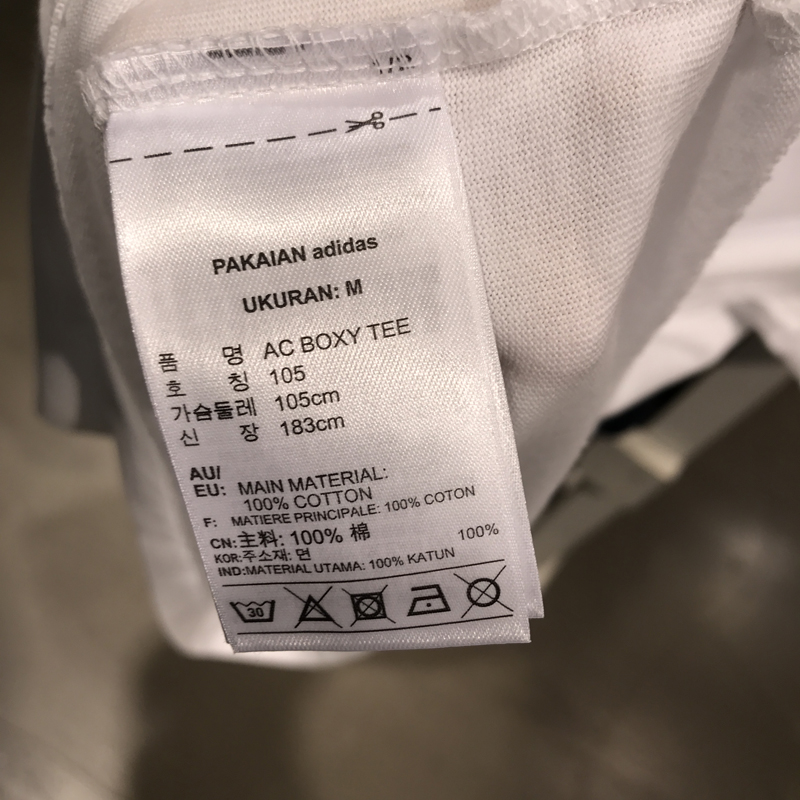 PAKAIAN adidas
UKURAN: M
품 명 AC BOXY TEE
호 칭 105
가슴둘레 105cm
신 장 183cm
AU/
EU: MAIN MATERIAL:
100% COTTON
F: MATIERE PRINCIPALE: 100% COTON
CN:主料: 100% 棉
KOR:주소재: 면 100%
IND:MATERIAL UTAMA: 100% KATUN
30